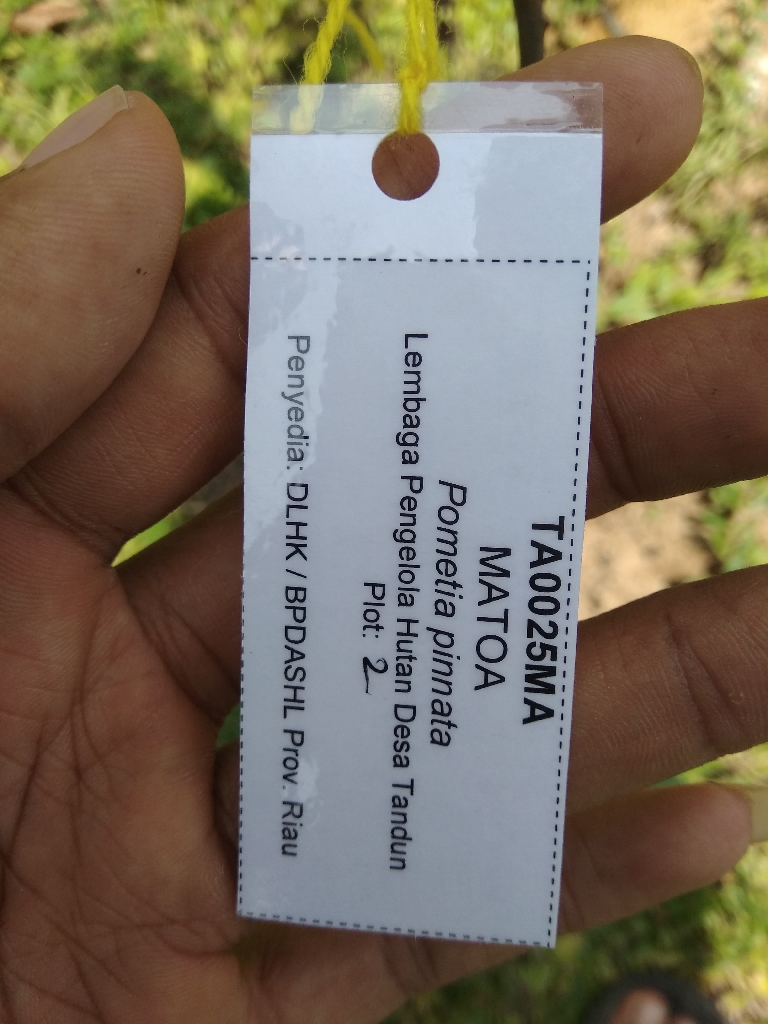 TA0025MA
MATOA
Pometia pinnata
Lembaga Pengelola Hutan Desa Tandun
Plot: 2
Penyedia: DLHK / BPDASHL Prov. Riau